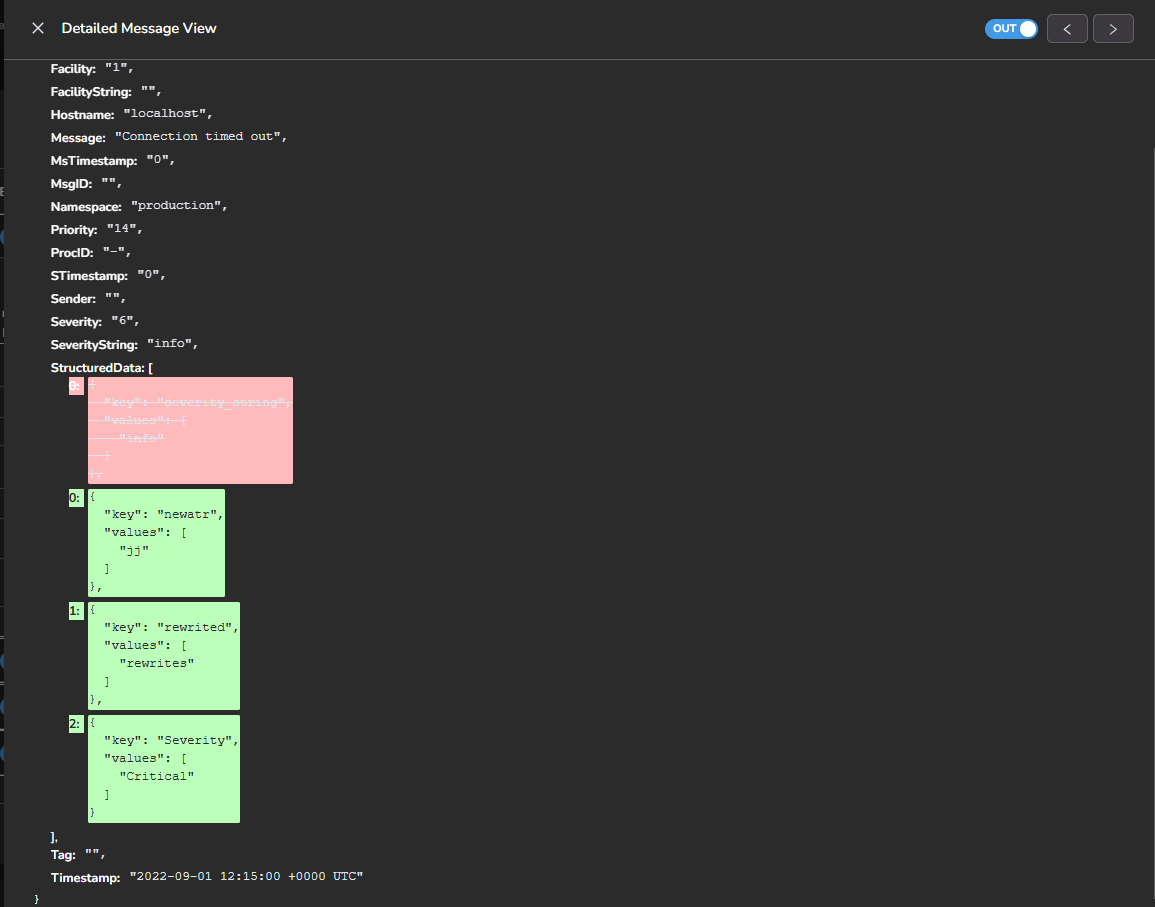 Detailed Message View
OUT
Facility: "1",
FacilityString: "",
Hostname: "localhost",
Message: "Connection timed out",
MsTimestamp: "0",
MsgID: "",
Namespace: "production",
Priority: "14",
ProcID: "-",
STimestamp: "0",
Sender: "",
Severity: "6",
SeverityString: "info",
StructuredData: [
0: {
"key": "severity_string",
"values": [
"info"
]
},
0: {
"key": "newatr",
"values": [
"jj"
]
},
1: {
"key": "rewrited",
"values": [
"rewrites"
]
},
2: {
"key": "Severity",
"values": [
"Critical"
]
}
],
Tag: "",
Timestamp: "2022-09-01 12:15:00 +0000 UTC"
}